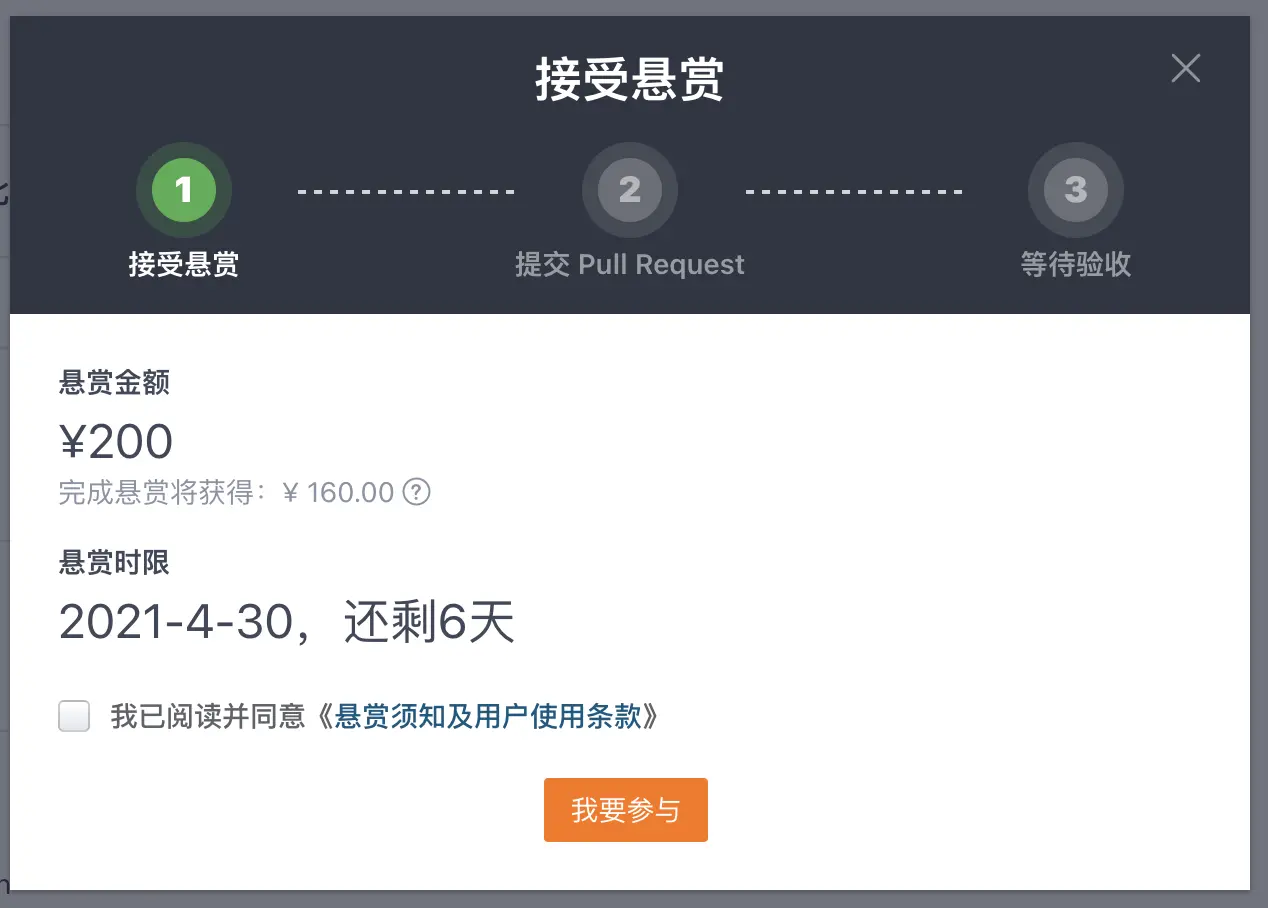 接受悬赏
1
2
3
接受悬赏
提交 Pull Request
等待验收
悬赏金额
¥200
完成悬赏将获得：¥ 160.00 ?
悬赏时限
2021-4-30，还剩6天
我已阅读并同意《悬赏须知及用户使用条款》
我要参与